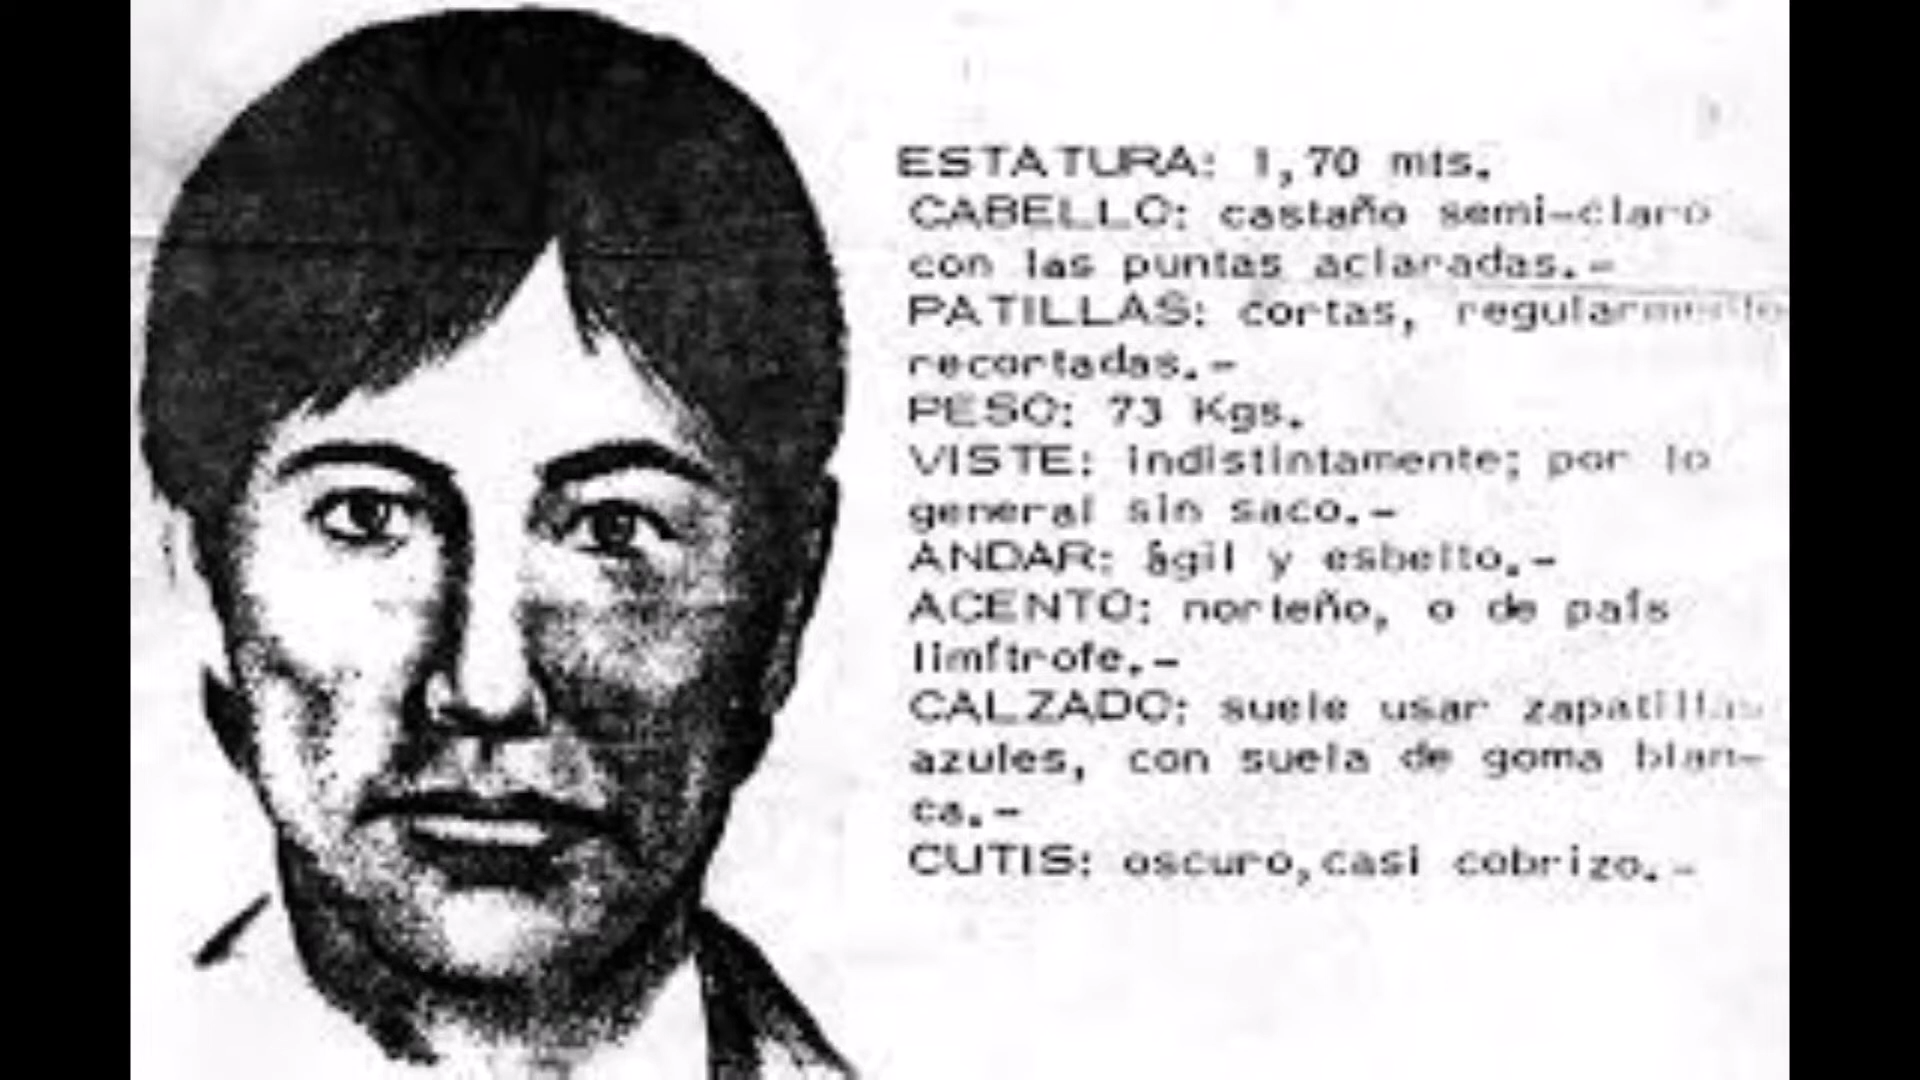 ESTATURA: 1,70 mts.
CABELLO: castaño semi-claro
con las puntas aclaradas.-
PATILLAS: cortas, regularmente
recortadas.-
PESO: 73 Kgs.
VISTE: indistintamente; por lo
general sin saco.-
ANDAR: ágil y esbelto.-
ACENTO: norteño, o de país
limítrofe.-
CALZADO: suele usar zapatillas
azules, con suela de goma blan-
ca.-
CUTIS: oscuro, casi cobrizo.-